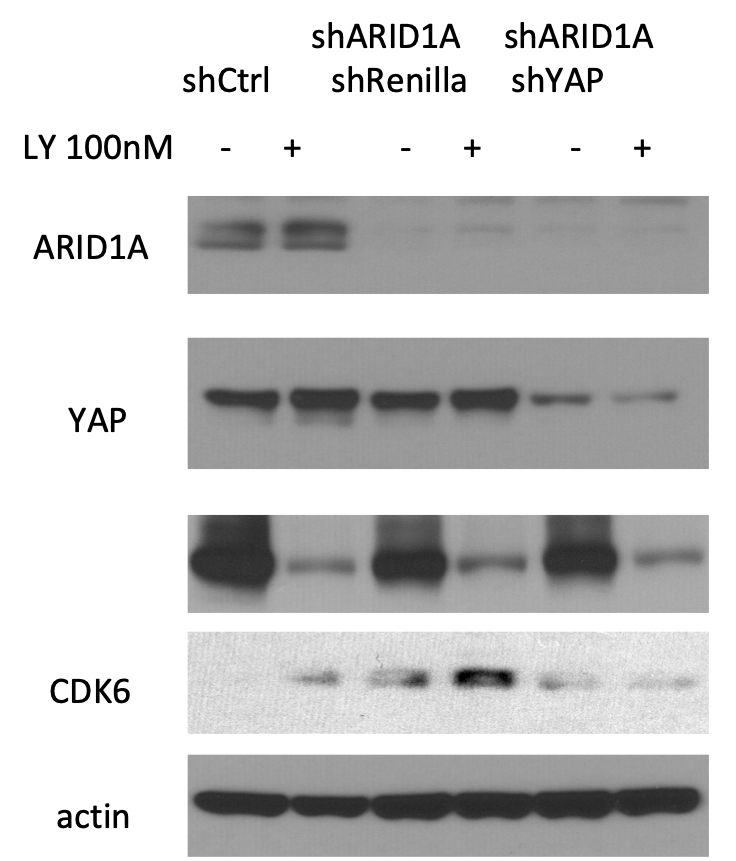 shARID1A shARID1A
shCtrl shRenilla shYAP
LY 100nM - + - + - +
ARID1A
YAP
CDK6
actin